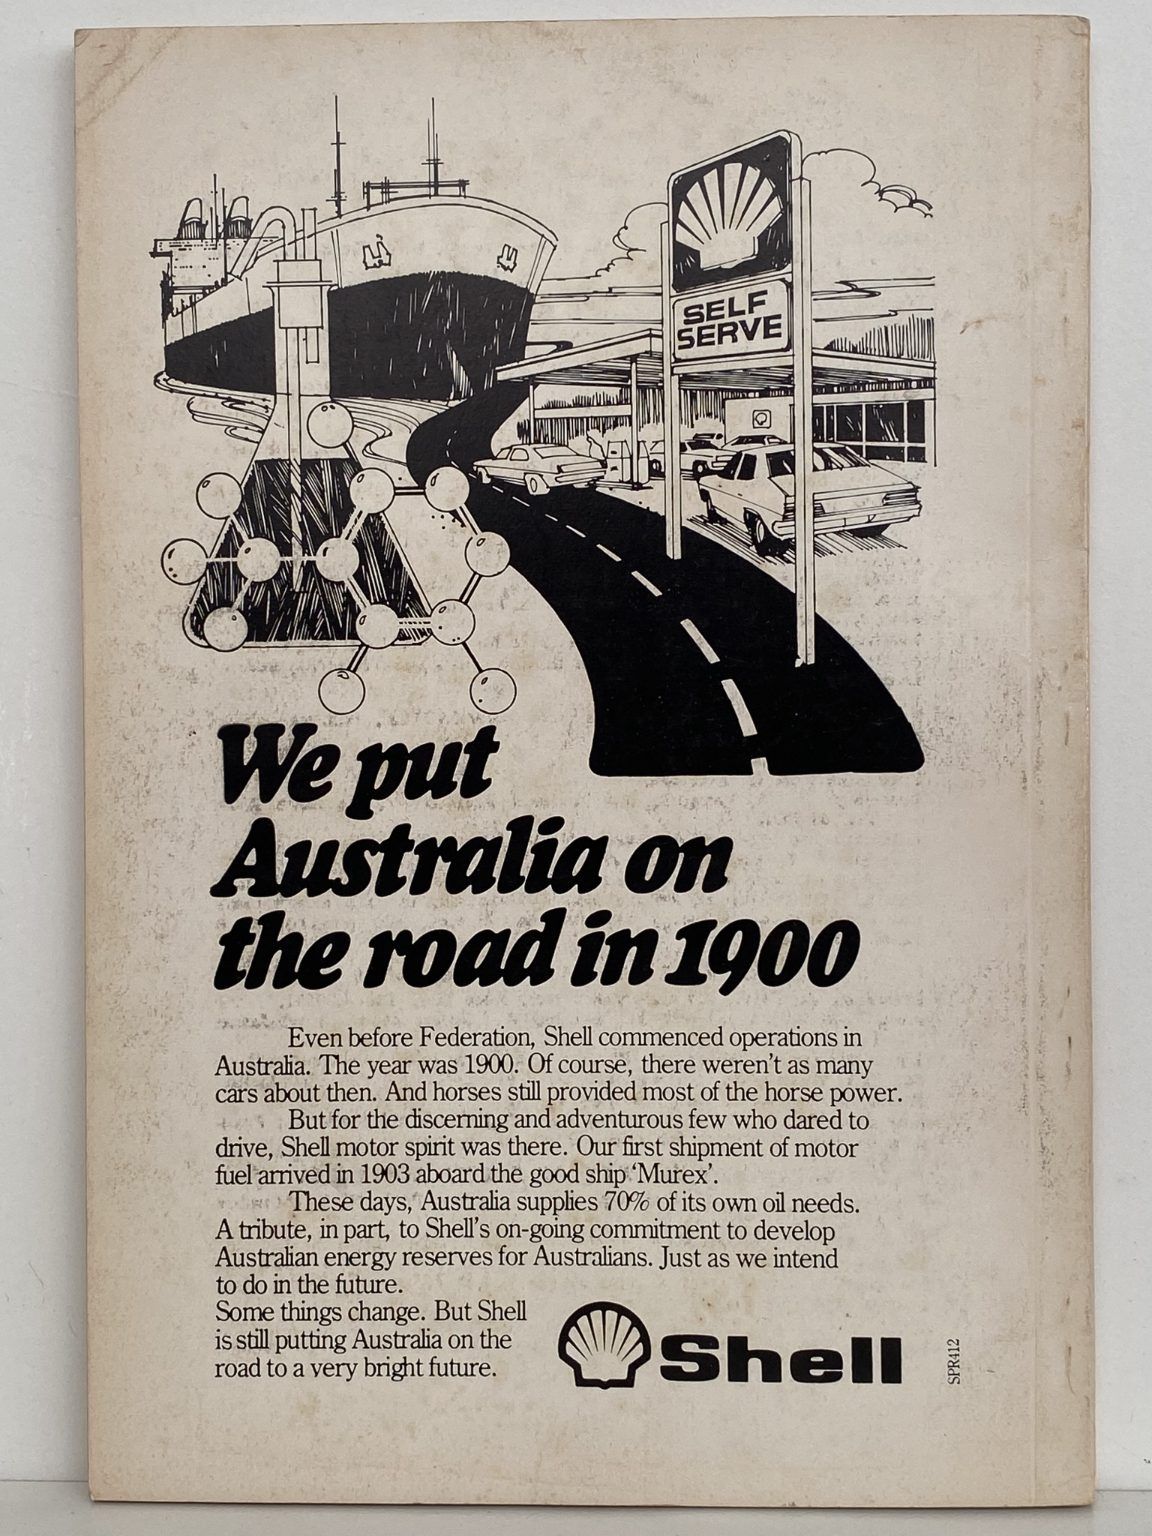 SELF
SERVE
We put
Australia on
the road in 1900
Even before Federation, Shell commenced operations in
Australia. The year was 1900. Of course, there weren't as many
cars about then. And horses still provided most of the horse power.
But for the discerning and adventurous few who dared to
drive, Shell motor spirit was there. Our first shipment of motor
fuel arrived in 1903 aboard the good ship 'Murex'.
These days, Australia supplies 70% of its own oil needs.
A tribute, in part, to Shell's on-going commitment to develop
Australian energy reserves for Australians. Just as we intend
to do in the future.
Some things change. But Shell
is still putting Australia on the
road to a very bright future.
Shell
SPR412